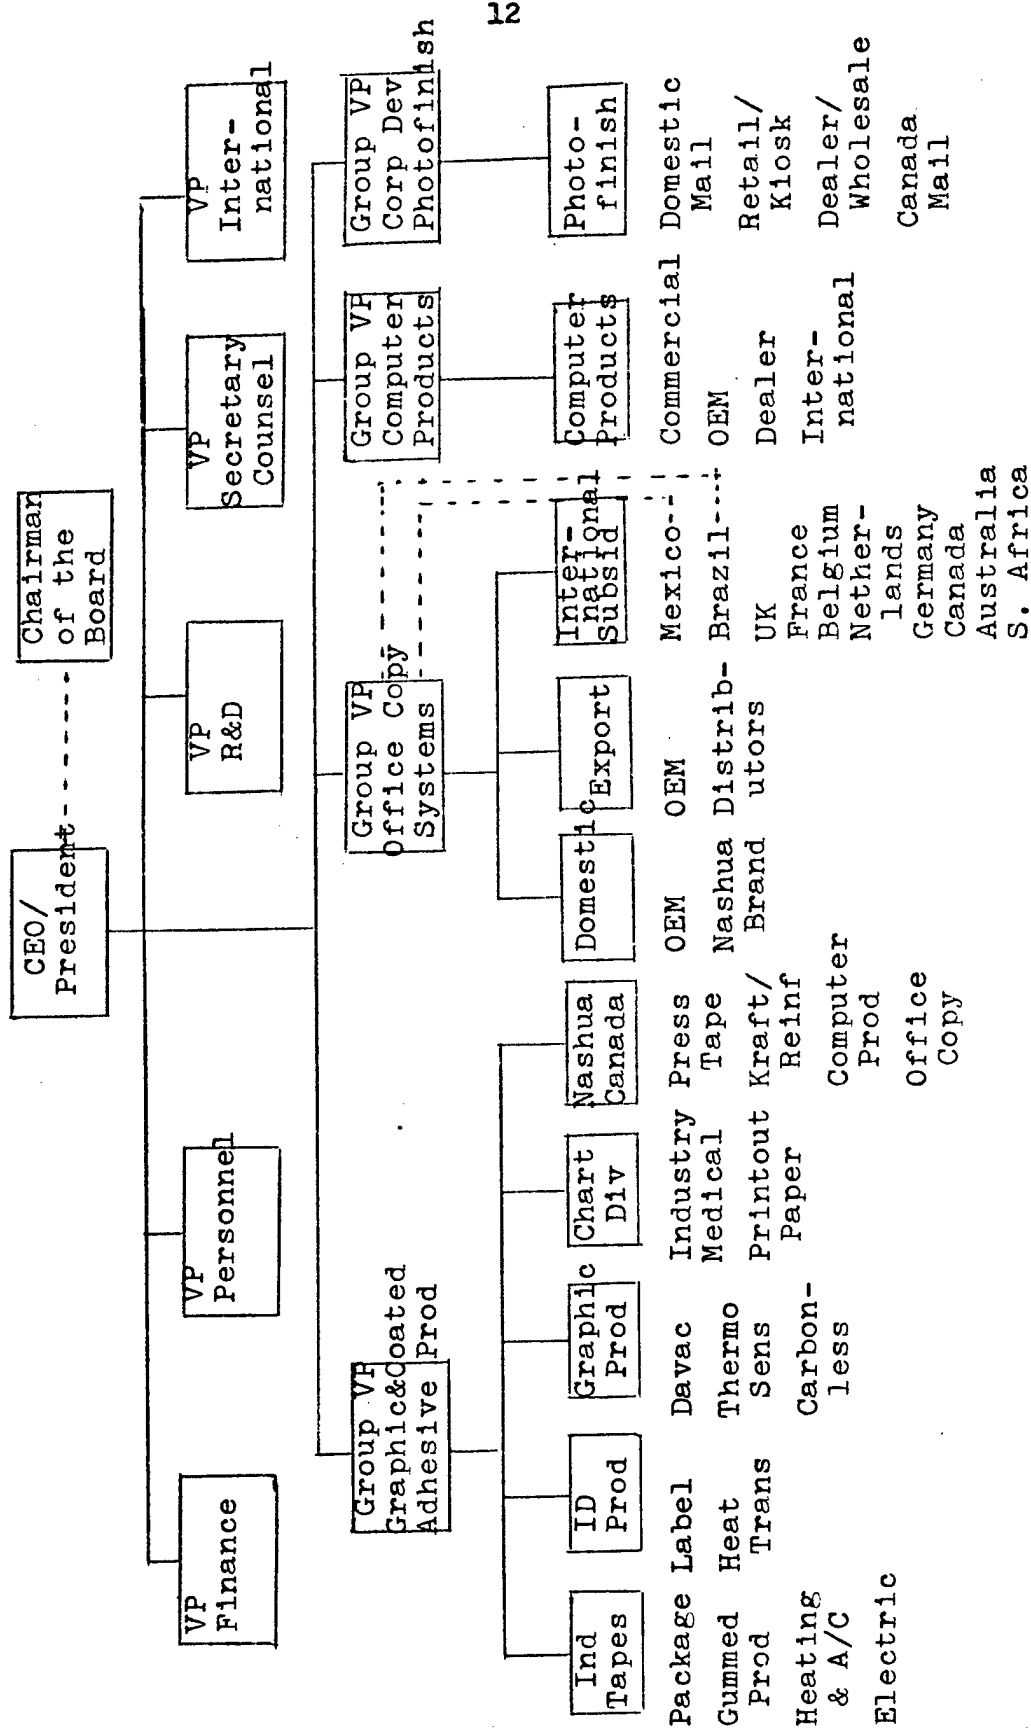 12
CEO/
President
Chairman
of the
Board
VP
Finance
VP
Personnel
VP
R&D
VP
Secretary
Counsel
VP
Inter-
national
Group VP
Graphic&Coated
Adhesive Prod
Group VP
Office Copy
Systems
Group VP
Computer
Products
Group VP
Corp Dev
Photofinish
Ind
Tapes
Package
Gummed
Prod
Heating
& A/C
Electric
ID
Prod
Label
Heat
Trans
Graphic
Prod
Davac
Thermo
Sens
Carbon-
less
Chart
Div
Industry
Medical
Printout
Paper
Nashua
Canada
Press
Tape
Kraft/
Reinf
Computer
Prod
Office
Copy
Domestic
OEM
Nashua
Brand
Export
OEM
Distrib-
utors
Inter-
national
Subsid
Mexico
Brazil
UK
France
Belgium
Nether-
lands
Germany
Canada
Australia
S. Africa
Computer
Products
Commercial
OEM
Dealer
Inter-
national
Photo-
finish
Domestic
Mail
Retail/
Kiosk
Dealer/
Wholesale
Canada
Mail